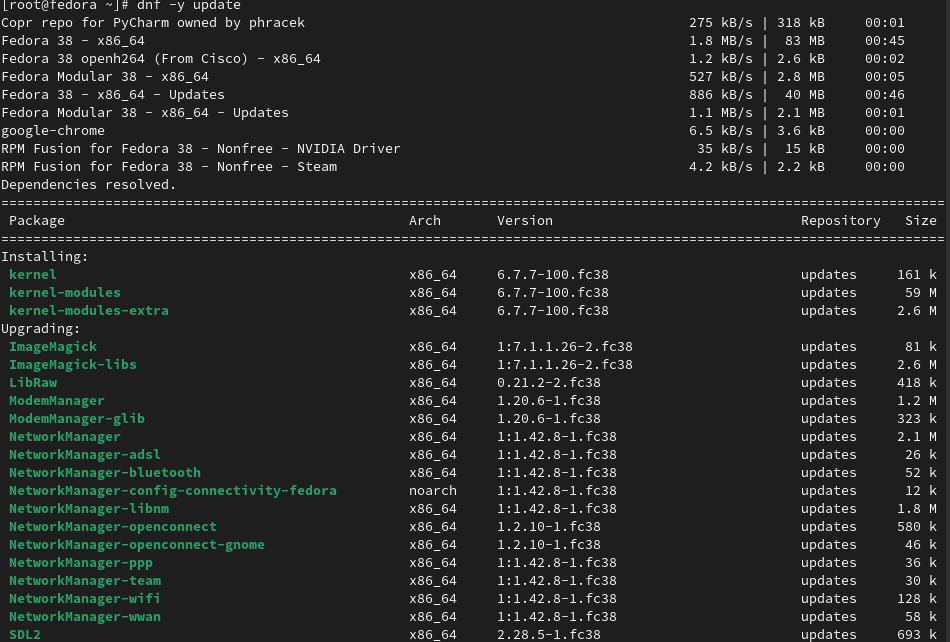 [root@fedora ~]# dnf -y update
Copr repo for PyCharm owned by phracek 275 kB/s | 318 kB 00:01
Fedora 38 - x86_64 1.8 MB/s | 83 MB 00:45
Fedora 38 openh264 (From Cisco) - x86_64 1.2 kB/s | 2.6 kB 00:02
Fedora Modular 38 - x86_64 527 kB/s | 2.8 MB 00:05
Fedora 38 - x86_64 - Updates 886 kB/s | 40 MB 00:46
Fedora Modular 38 - x86_64 - Updates 1.1 MB/s | 2.1 MB 00:01
google-chrome 6.5 kB/s | 3.6 kB 00:00
RPM Fusion for Fedora 38 - Nonfree - NVIDIA Driver 35 kB/s | 15 kB 00:00
RPM Fusion for Fedora 38 - Nonfree - Steam 4.2 kB/s | 2.2 kB 00:00
Dependencies resolved.
======================================================================================================================
Package Arch Version Repository Size
======================================================================================================================
Installing:
kernel x86_64 6.7.7-100.fc38 updates 161 k
kernel-modules x86_64 6.7.7-100.fc38 updates 59 M
kernel-modules-extra x86_64 6.7.7-100.fc38 updates 2.6 M
Upgrading:
ImageMagick x86_64 1:7.1.1.26-2.fc38 updates 81 k
ImageMagick-libs x86_64 1:7.1.1.26-2.fc38 updates 2.6 M
LibRaw x86_64 0.21.2-2.fc38 updates 418 k
ModemManager x86_64 1.20.6-1.fc38 updates 1.2 M
ModemManager-glib x86_64 1.20.6-1.fc38 updates 323 k
NetworkManager x86_64 1:1.42.8-1.fc38 updates 2.1 M
NetworkManager-adsl x86_64 1:1.42.8-1.fc38 updates 26 k
NetworkManager-bluetooth x86_64 1:1.42.8-1.fc38 updates 52 k
NetworkManager-config-connectivity-fedora noarch 1:1.42.8-1.fc38 updates 12 k
NetworkManager-libnm x86_64 1:1.42.8-1.fc38 updates 1.8 M
NetworkManager-openconnect x86_64 1.2.10-1.fc38 updates 580 k
NetworkManager-openconnect-gnome x86_64 1.2.10-1.fc38 updates 46 k
NetworkManager-ppp x86_64 1:1.42.8-1.fc38 updates 36 k
NetworkManager-team x86_64 1:1.42.8-1.fc38 updates 30 k
NetworkManager-wifi x86_64 1:1.42.8-1.fc38 updates 128 k
NetworkManager-wwan x86_64 1:1.42.8-1.fc38 updates 58 k
SDL2 x86_64 2.28.5-1.fc38 updates 693 k